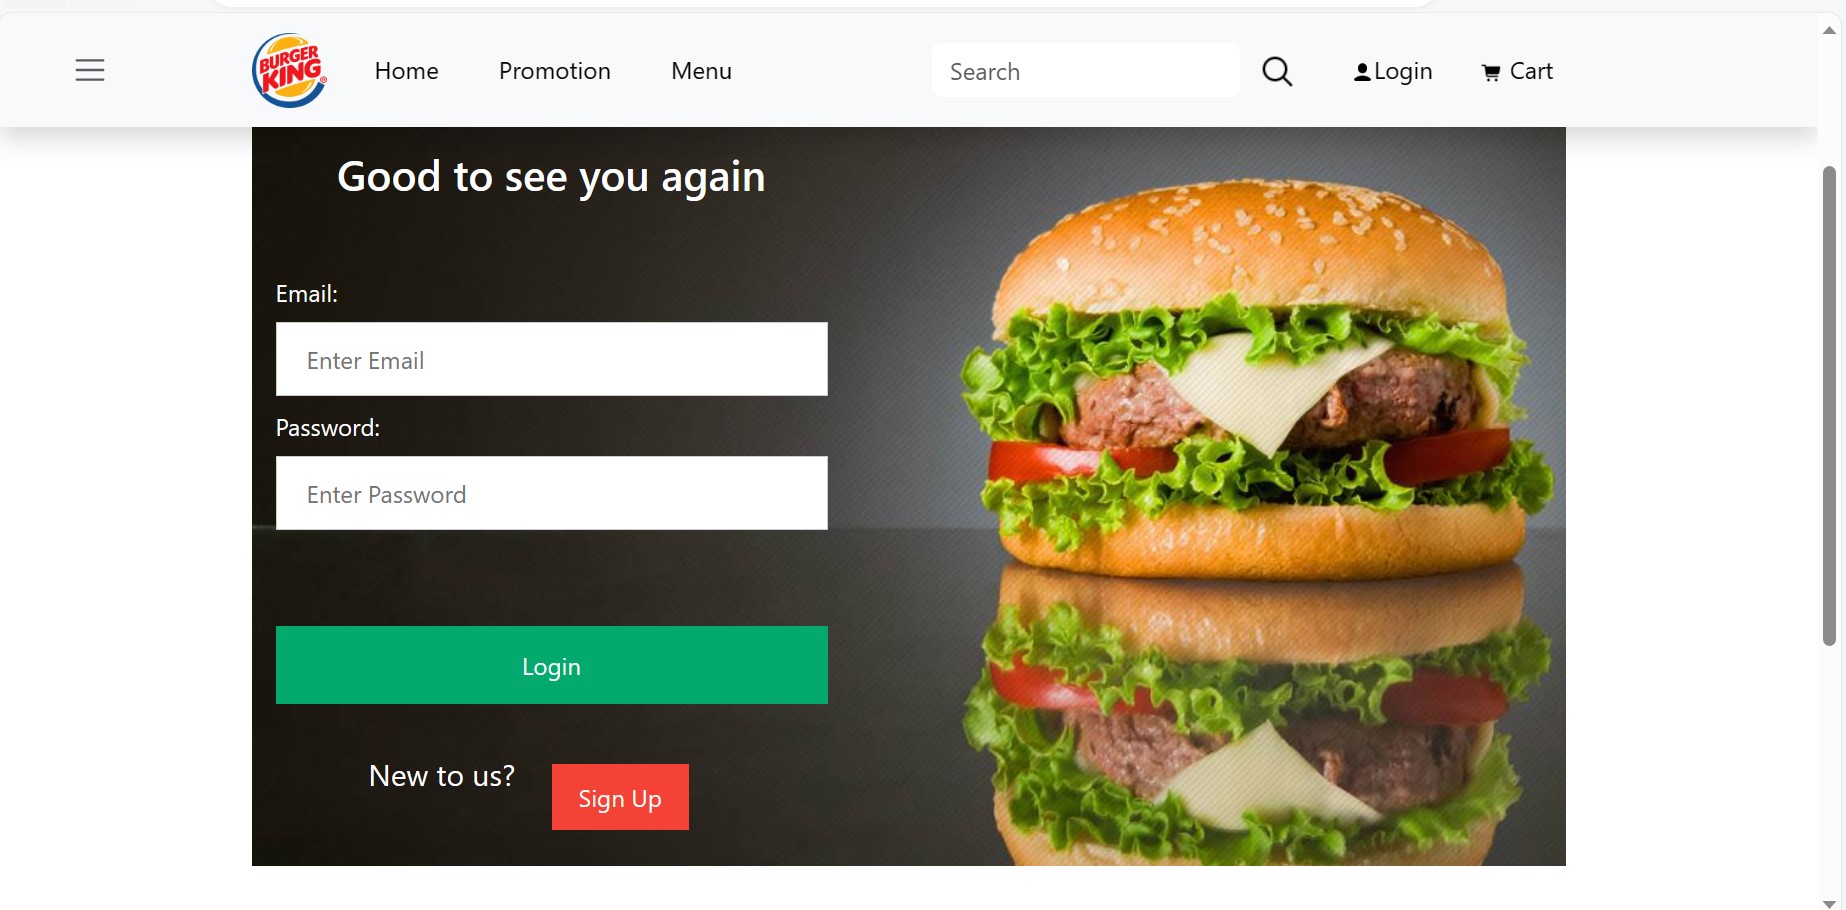 BURGER
KING®
Home
Promotion
Menu
Search
Login
Cart
Good to see you again
Email:
Enter Email
Password:
Enter Password
Login
New to us?
Sign Up